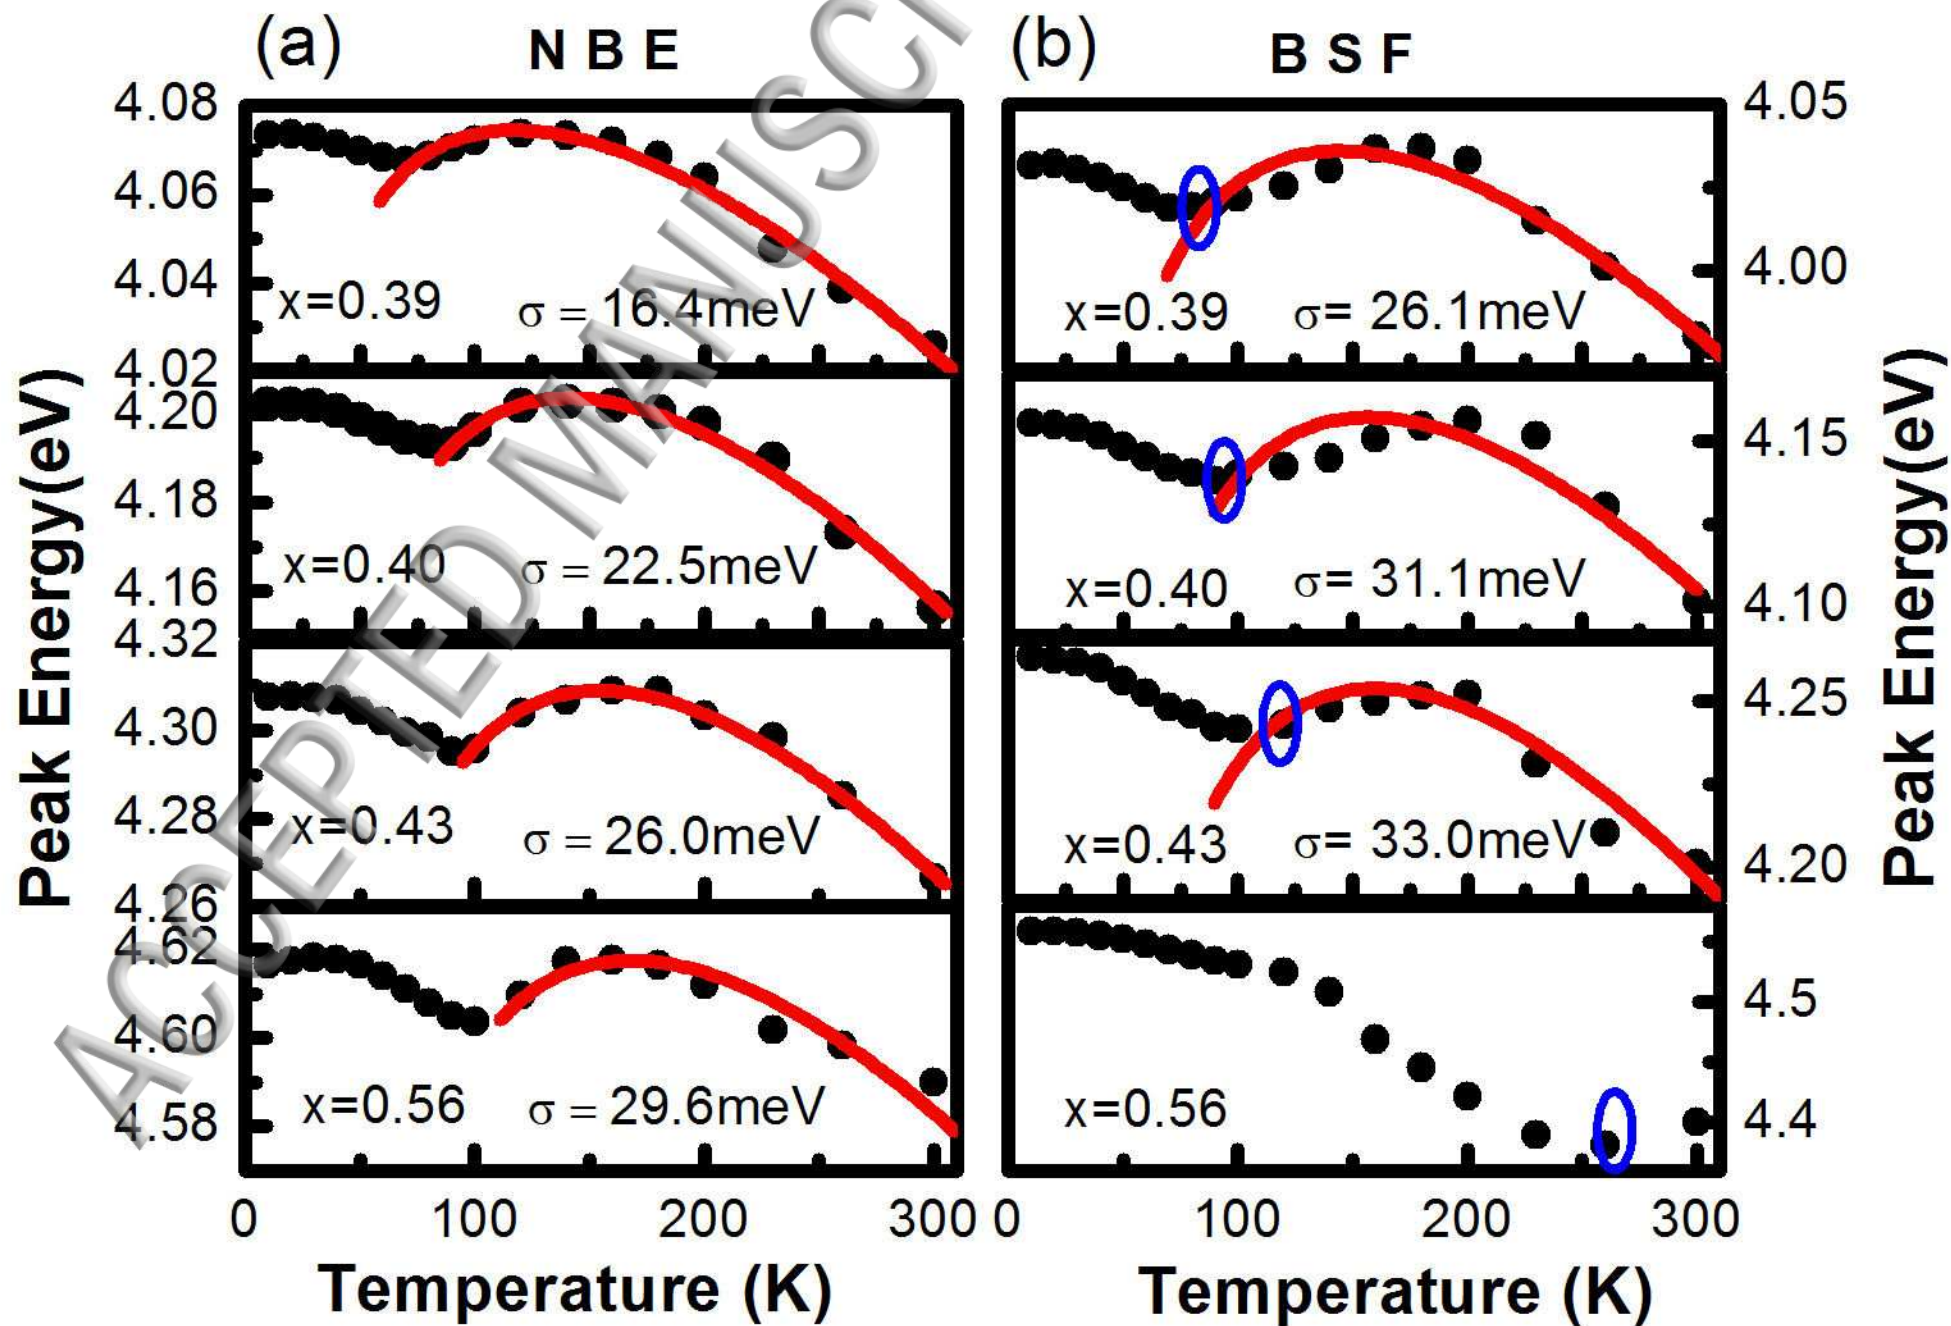 (a) N B E
(b) B S F
4.08
4.06
4.04
4.02
x=0.39 σ = 16.4meV
4.20
4.18
4.16
x=0.40 σ = 22.5meV
4.32
4.30
4.28
4.26
x=0.43 σ = 26.0meV
4.62
4.60
4.58
x=0.56 σ = 29.6meV
Peak Energy(eV)
0 100 200 300
Temperature (K)
4.05
4.00
x=0.39 σ= 26.1meV
4.15
4.10
x=0.40 σ= 31.1meV
4.25
4.20
x=0.43 σ= 33.0meV
4.5
4.4
x=0.56
Peak Energy(eV)
0 100 200 300
Temperature (K)
ACCEPTED MANUSCR